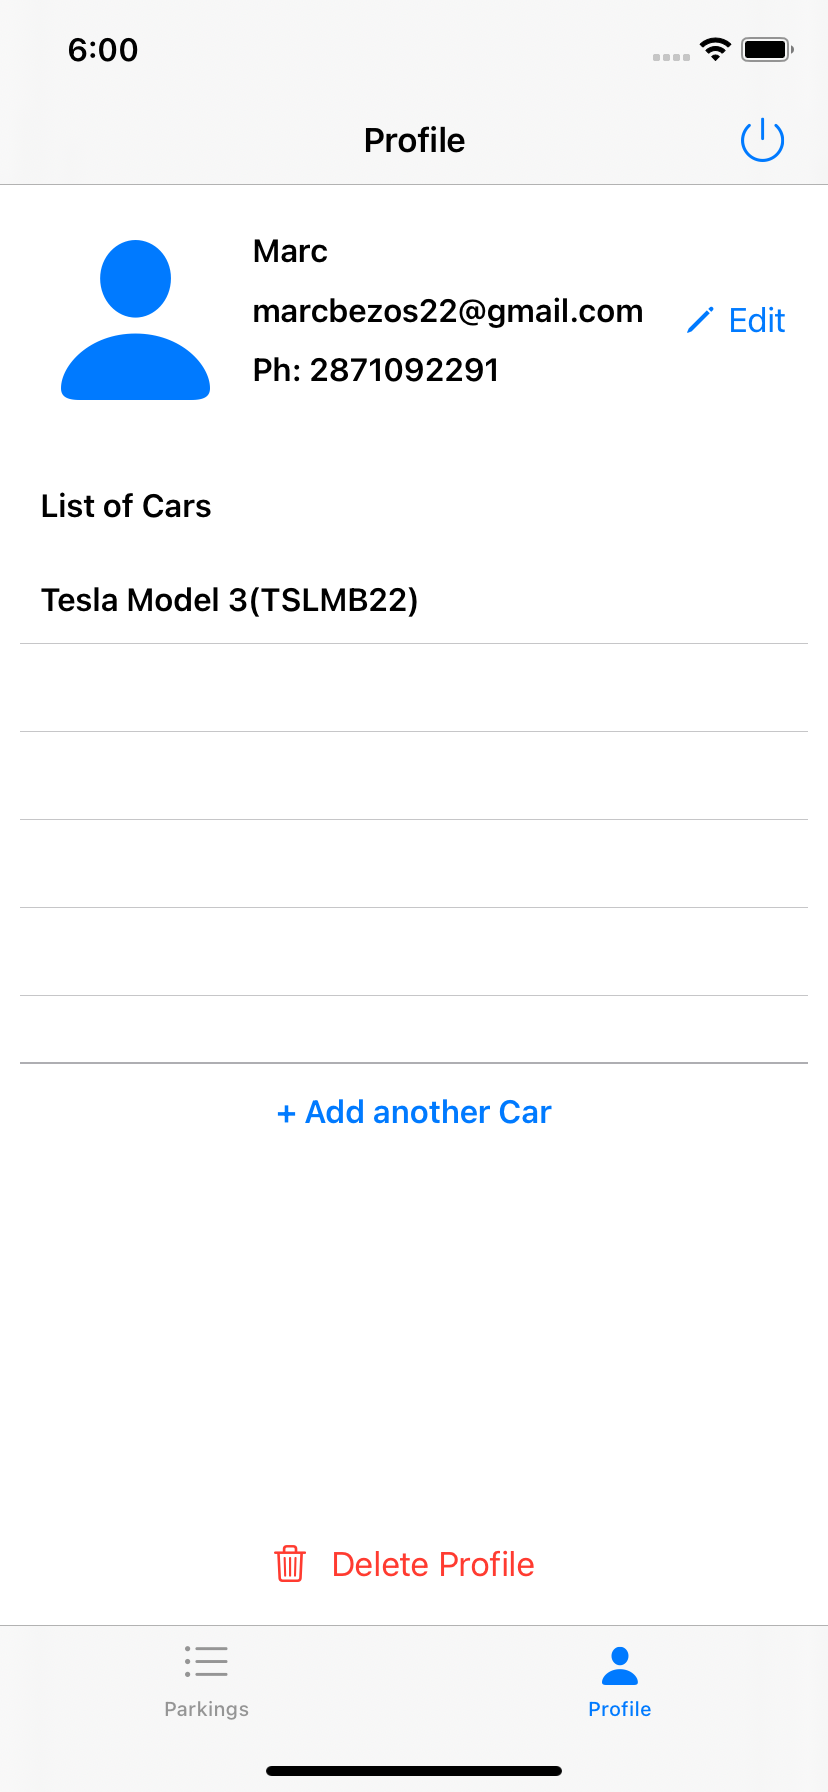 6:00
Profile
Marc
marcbezos22@gmail.com
Edit
Ph: 2871092291
List of Cars
Tesla Model 3(TSLMB22)
+ Add another Car
Delete Profile
Parkings
Profile